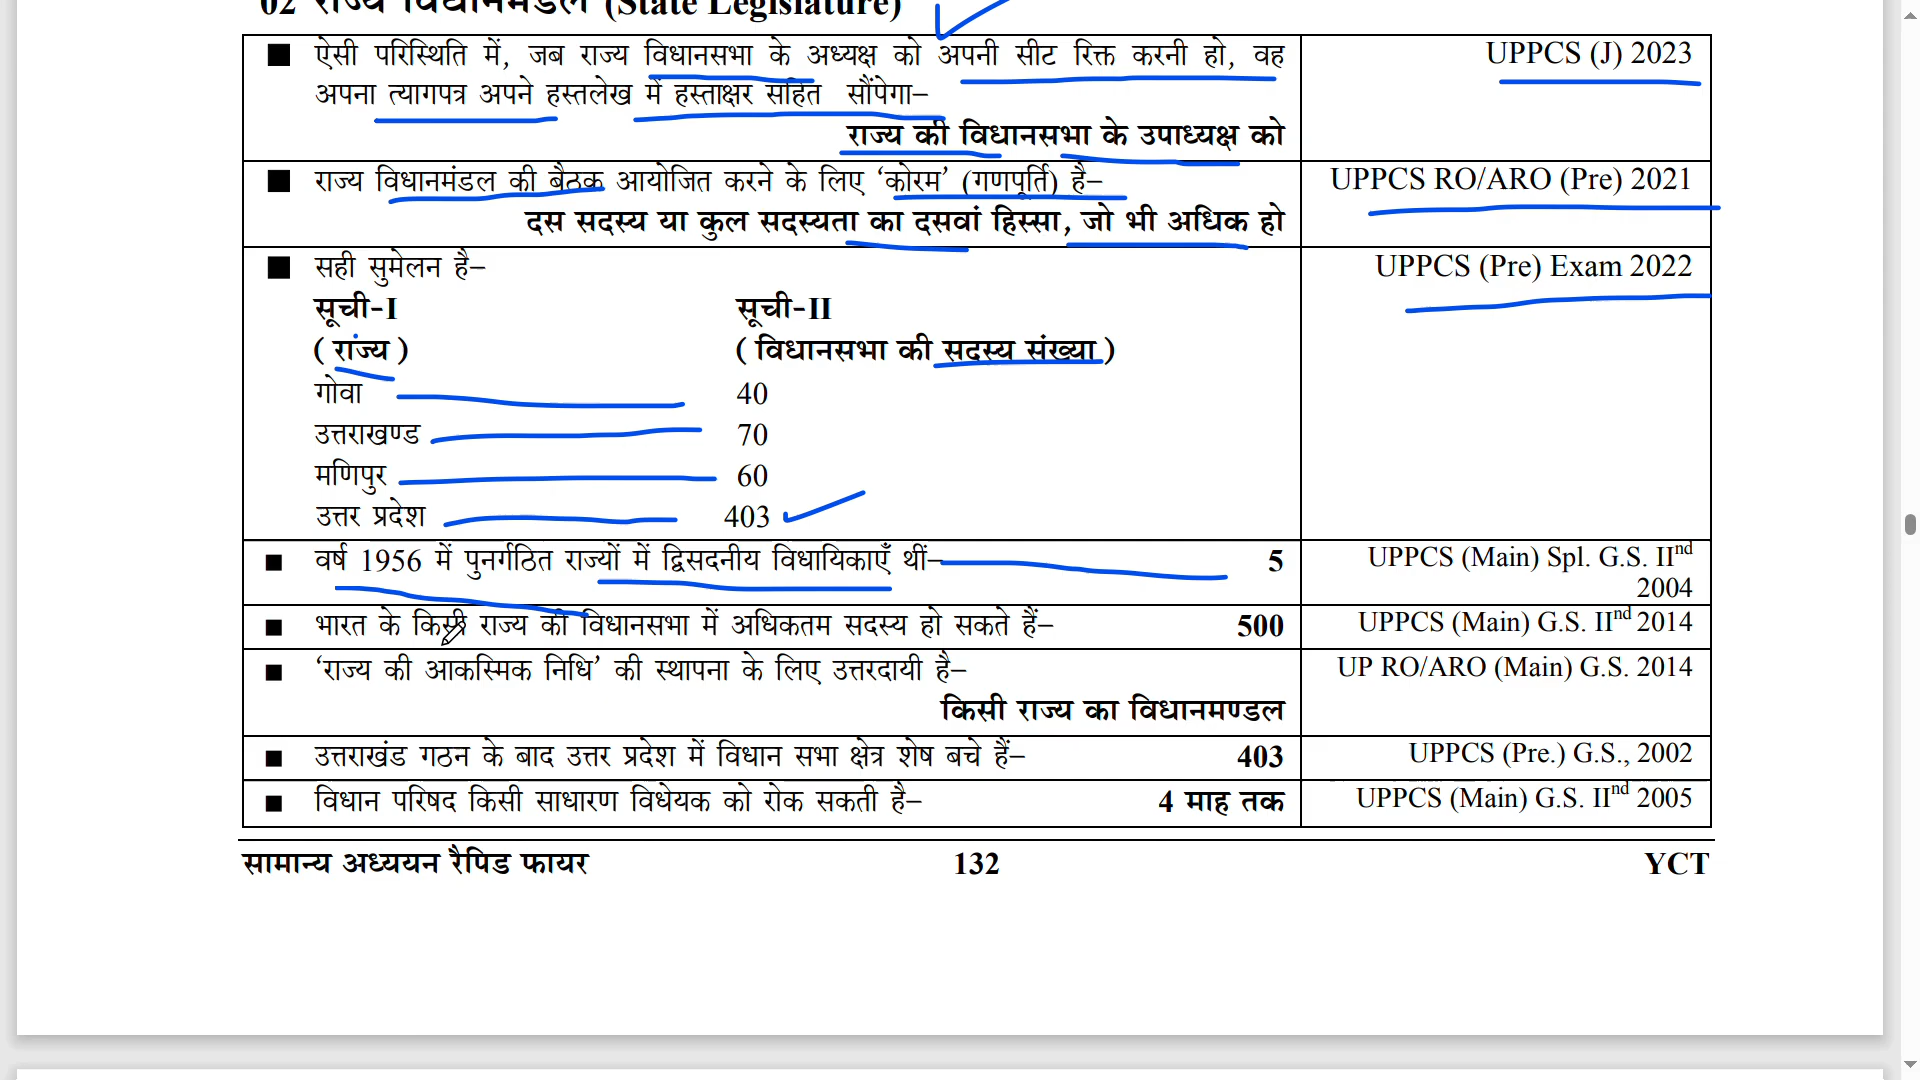 02 राज्य विधानमंडल (State Legislature)
■ ऐसी परिस्थिति में, जब राज्य विधानसभा के अध्यक्ष को अपनी सीट रिक्त करनी हो, वह
अपना त्यागपत्र अपने हस्तलेख में हस्ताक्षर सहित सौंपेगा–
राज्य की विधानसभा के उपाध्यक्ष को
UPPCS (J) 2023
■ राज्य विधानमंडल की बैठक आयोजित करने के लिए ‘कोरम’ (गणपूर्ति) है–
दस सदस्य या कुल सदस्यता का दसवां हिस्सा, जो भी अधिक हो
UPPCS RO/ARO (Pre) 2021
■ सही सुमेलन है–
सूची-I सूची-II
(राज्य) (विधानसभा की सदस्य संख्या)
गोवा 40
उत्तराखण्ड 70
मणिपुर 60
उत्तर प्रदेश 403
UPPCS (Pre) Exam 2022
■ वर्ष 1956 में पुनर्गठित राज्यों में द्विसदनीय विधायिकाएँ थीं– 5
UPPCS (Main) Spl. G.S. IInd
2004
■ भारत के किसी राज्य की विधानसभा में अधिकतम सदस्य हो सकते हैं– 500 UPPCS (Main) G.S. IInd 2014
■ ‘राज्य की आकस्मिक निधि’ की स्थापना के लिए उत्तरदायी है–
किसी राज्य का विधानमण्डल
UP RO/ARO (Main) G.S. 2014
■ उत्तराखंड गठन के बाद उत्तर प्रदेश में विधान सभा क्षेत्र शेष बचे हैं– 403 UPPCS (Pre.) G.S., 2002
■ विधान परिषद किसी साधारण विधेयक को रोक सकती है– 4 माह तक UPPCS (Main) G.S. IInd 2005
सामान्य अध्ययन रैपिड फायर 132 YCT